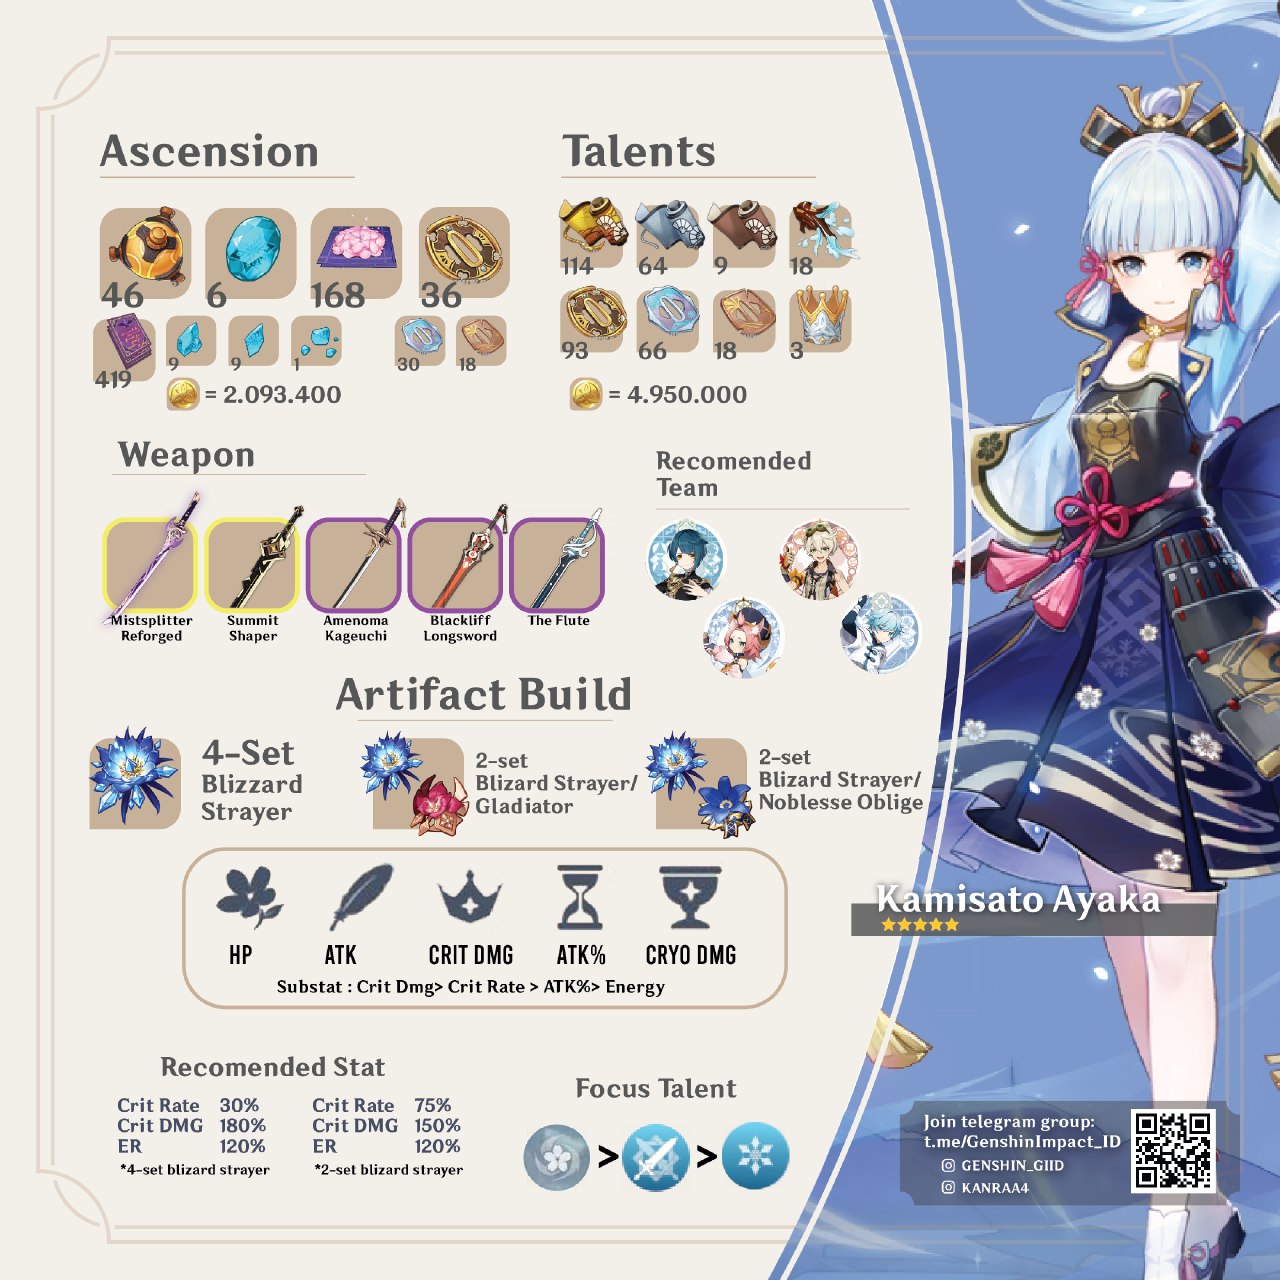 Ascension
46
6
168
36
419
9
9
1
30
18
= 2.093.400
Talents
114
64
9
18
93
66
18
3
= 4.950.000
Weapon
Mistsplitter
Reforged
Summit
Shaper
Amenoma
Kageuchi
Blackliff
Longsword
The Flute
Recomended
Team
Artifact Build
4-Set
Blizzard
Strayer
2-set
Blizard Strayer/
Gladiator
2-set
Blizard Strayer/
Noblesse Oblige
HP
ATK
CRIT DMG
ATK%
CRYO DMG
Substat : Crit Dmg> Crit Rate > ATK%> Energy
Kamisato Ayaka
Recomended Stat
Crit Rate 30%
Crit DMG 180%
ER 120%
*4-set blizard strayer
Crit Rate 75%
Crit DMG 150%
ER 120%
*2-set blizard strayer
Focus Talent
> >
Join telegram group:
t.me/GenshinImpact_ID
GENSHIN_GIID
KANRAA4